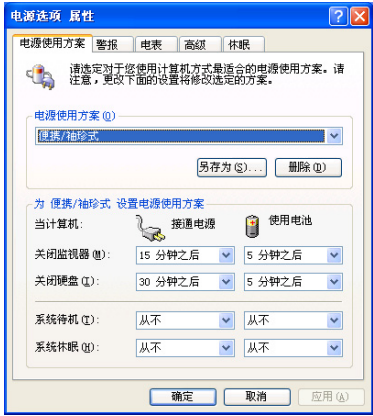 电源选项 属性
电源使用方案 警报 电表 高级 休眠
请选定对于您使用计算机方式最适合的电源使用方案。请
注意，更改下面的设置将修改选定的方案。
电源使用方案(O)
便携/袖珍式
另存为(S)... 删除(D)
为 便携/袖珍式 设置电源使用方案
当计算机: 接通电源 使用电池
关闭监视器(M): 15 分钟之后 5 分钟之后
关闭硬盘(I): 30 分钟之后 5 分钟之后
系统待机(T): 从不 从不
系统休眠(H): 从不 从不
确定 取消 应用(A)